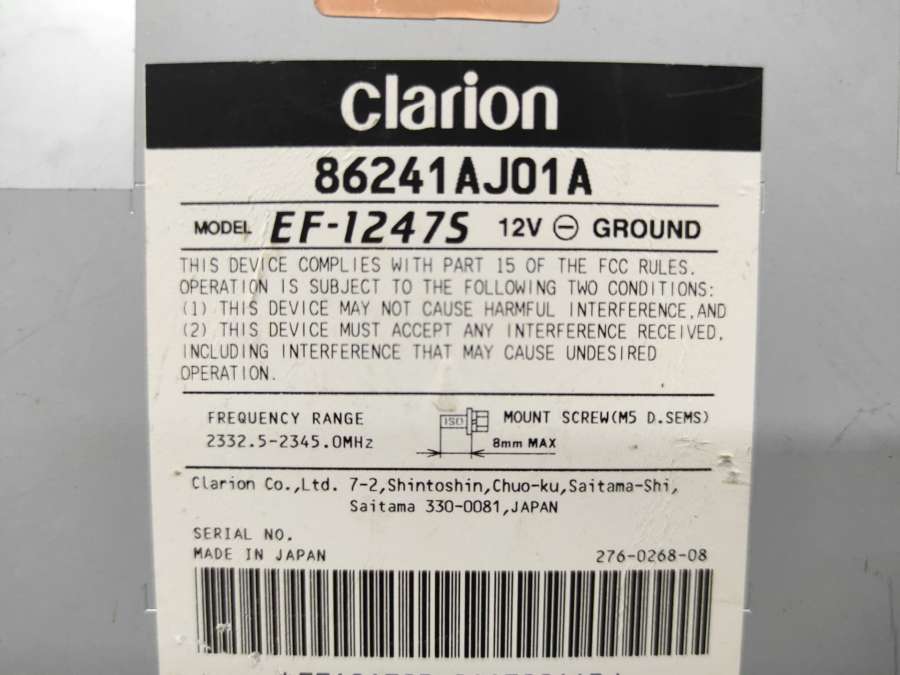 clarion
86241AJ01A
MODEL EF-1247S 12V ⊖ GROUND
THIS DEVICE COMPLIES WITH PART 15 OF THE FCC RULES.
OPERATION IS SUBJECT TO THE FOLLOWING TWO CONDITIONS:
(1) THIS DEVICE MAY NOT CAUSE HARMFUL INTERFERENCE,AND
(2) THIS DEVICE MUST ACCEPT ANY INTERFERENCE RECEIVED,
INCLUDING INTERFERENCE THAT MAY CAUSE UNDESIRED
OPERATION.
FREQUENCY RANGE ISO MOUNT SCREW(M5 D.SEMS)
2332.5-2345.0MHz 8mm MAX
Clarion Co.,Ltd. 7-2,Shintoshin,Chuo-ku,Saitama-Shi,
Saitama 330-0081,JAPAN
SERIAL NO.
MADE IN JAPAN 276-0268-08